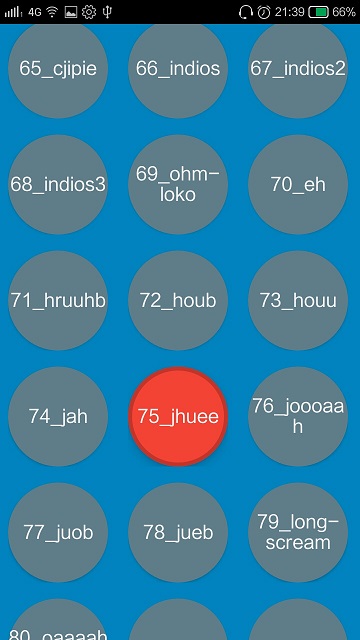 4G 21:39 66%
65_cjipie 66_indios 67_indios2
68_indios3 69_ohm-
loko 70_eh
71_hruuhb 72_houb 73_houu
74_jah 75_jhuee 76_joooaa
h
77_juob 78_jueb 79_long-
scream
80_oaaaah